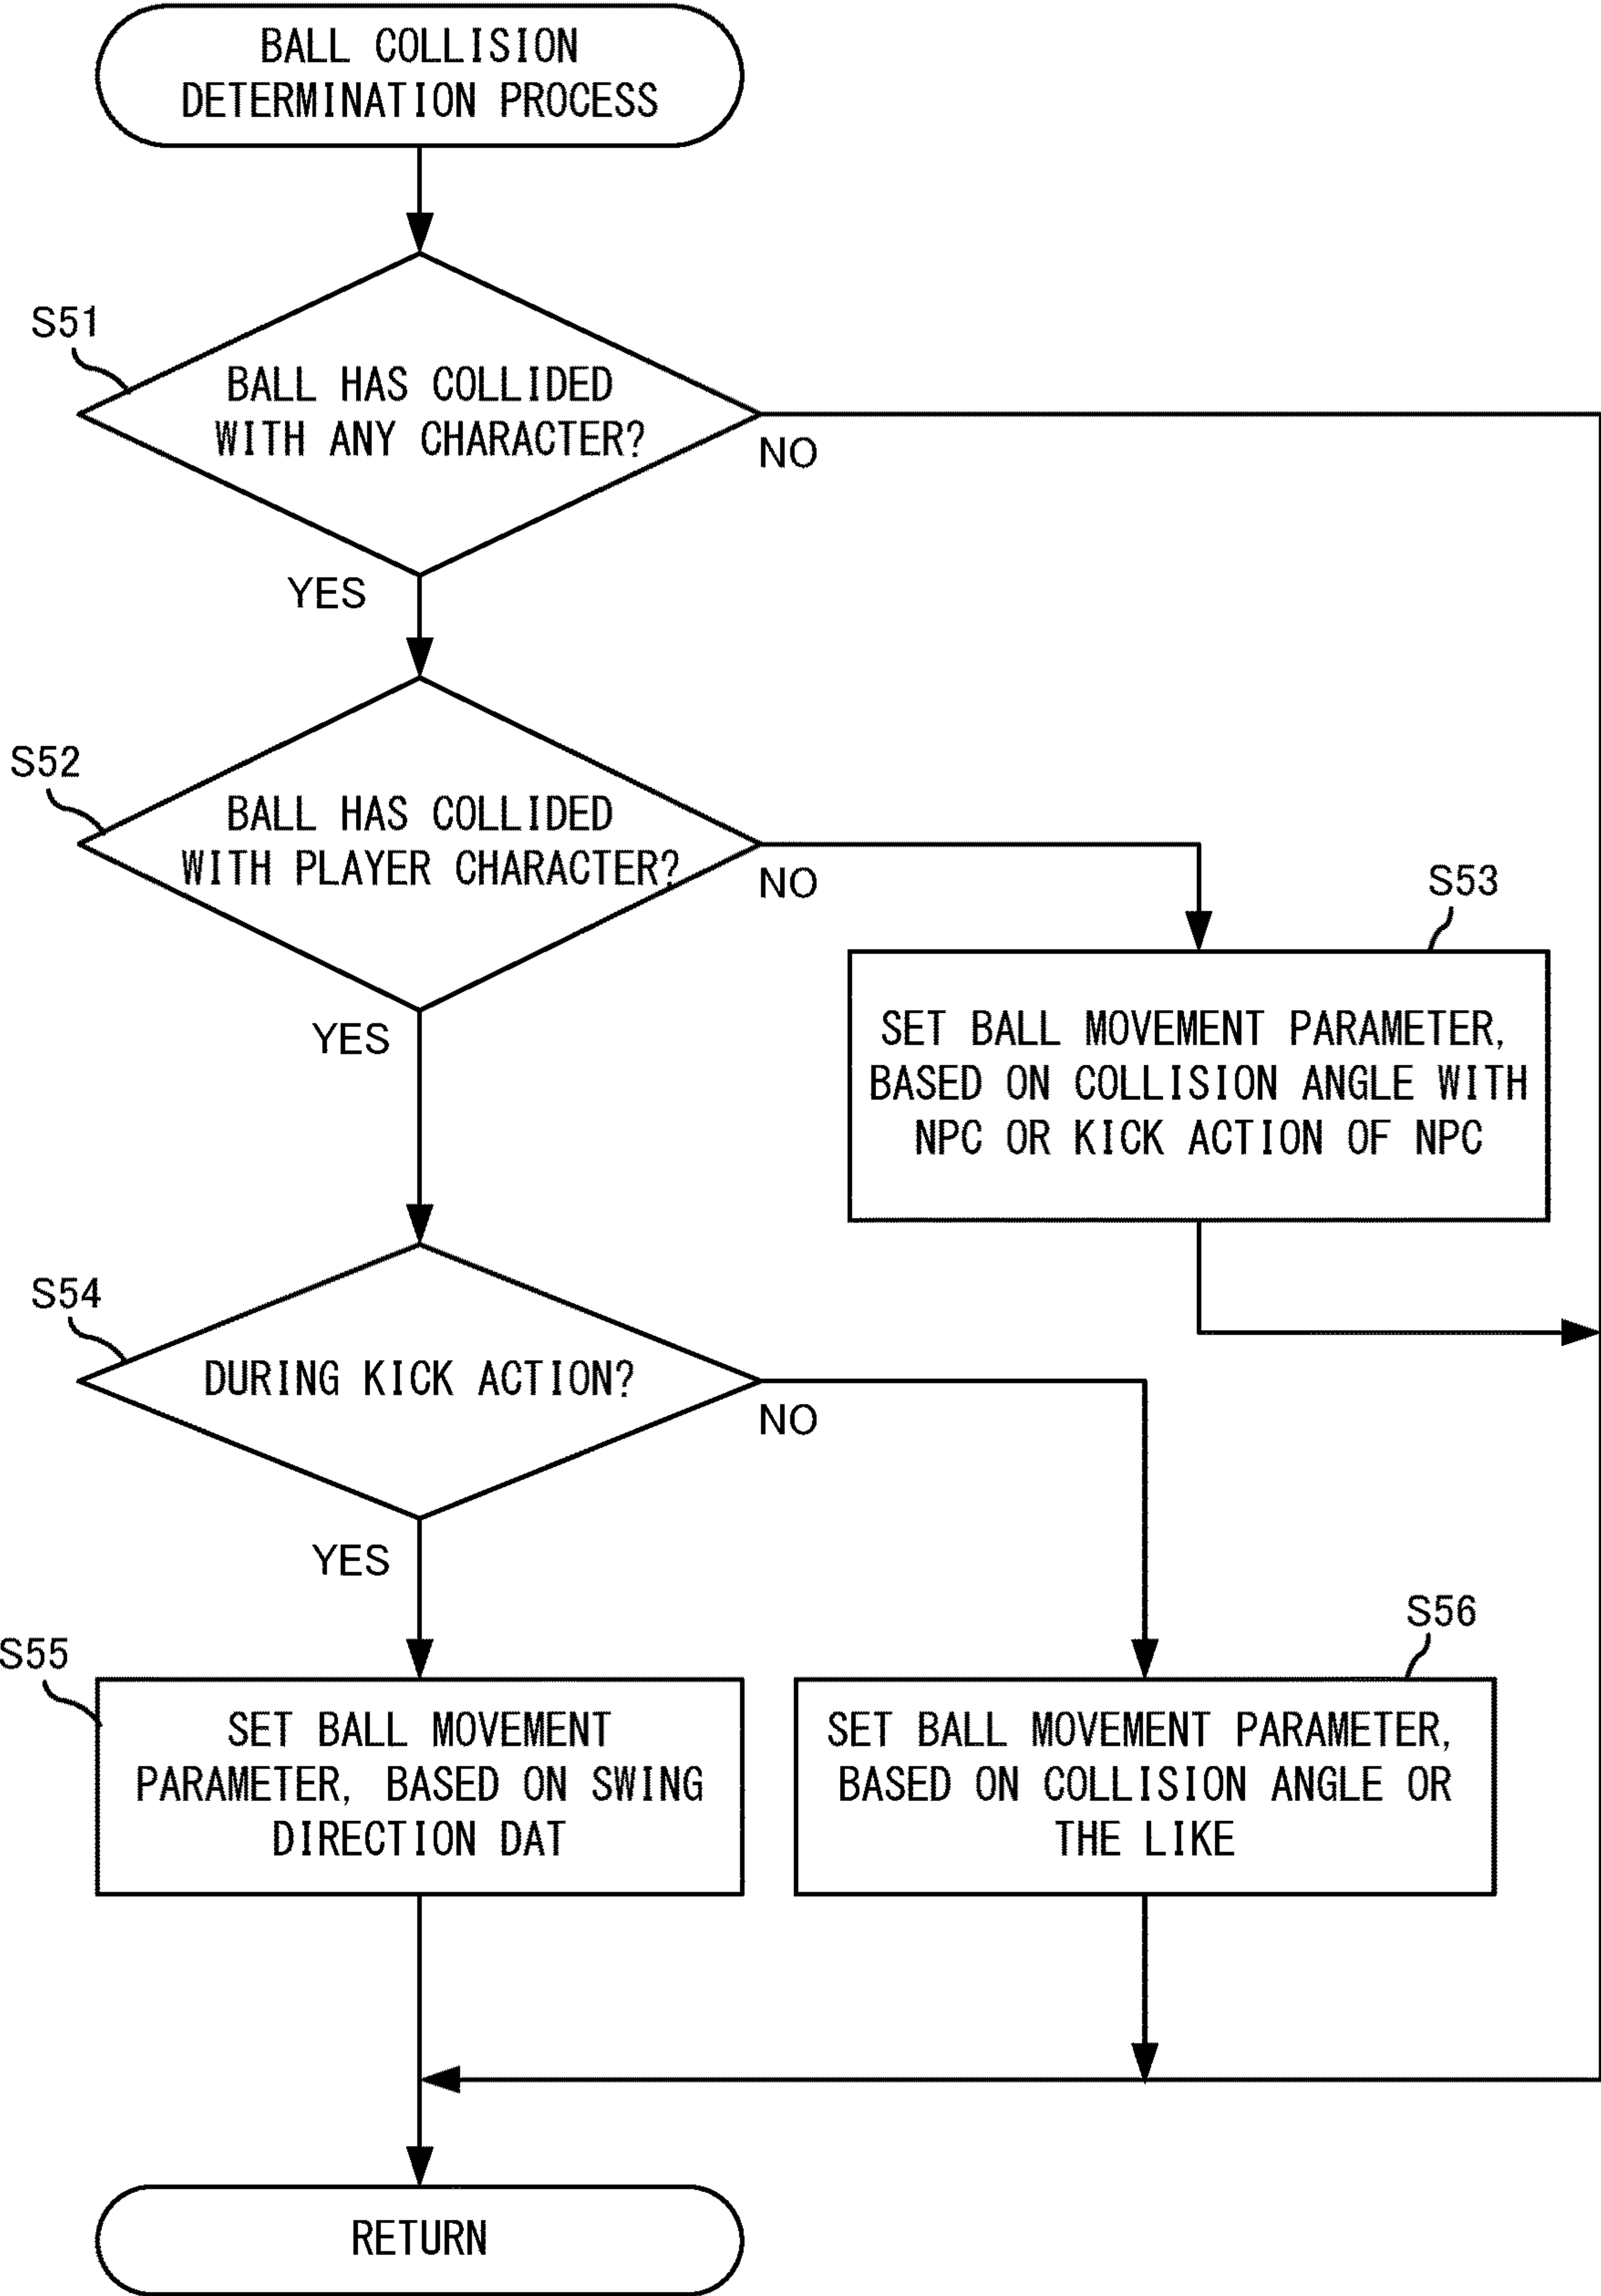 BALL COLLISION
DETERMINATION PROCESS
S51
BALL HAS COLLIDED
WITH ANY CHARACTER?
NO
YES
S52
BALL HAS COLLIDED
WITH PLAYER CHARACTER?
NO
YES
S53
SET BALL MOVEMENT PARAMETER,
BASED ON COLLISION ANGLE WITH
NPC OR KICK ACTION OF NPC
S54
DURING KICK ACTION?
NO
YES
S55
SET BALL MOVEMENT
PARAMETER, BASED ON SWING
DIRECTION DAT
S56
SET BALL MOVEMENT PARAMETER,
BASED ON COLLISION ANGLE OR
THE LIKE
RETURN